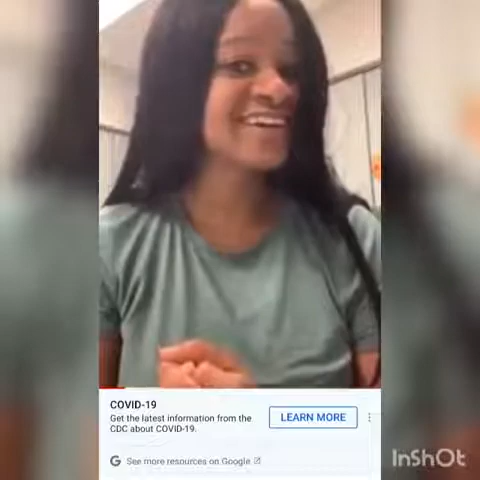 COVID-19
Get the latest information from the
CDC about COVID-19.
LEARN MORE
See more resources on Google
InShOt